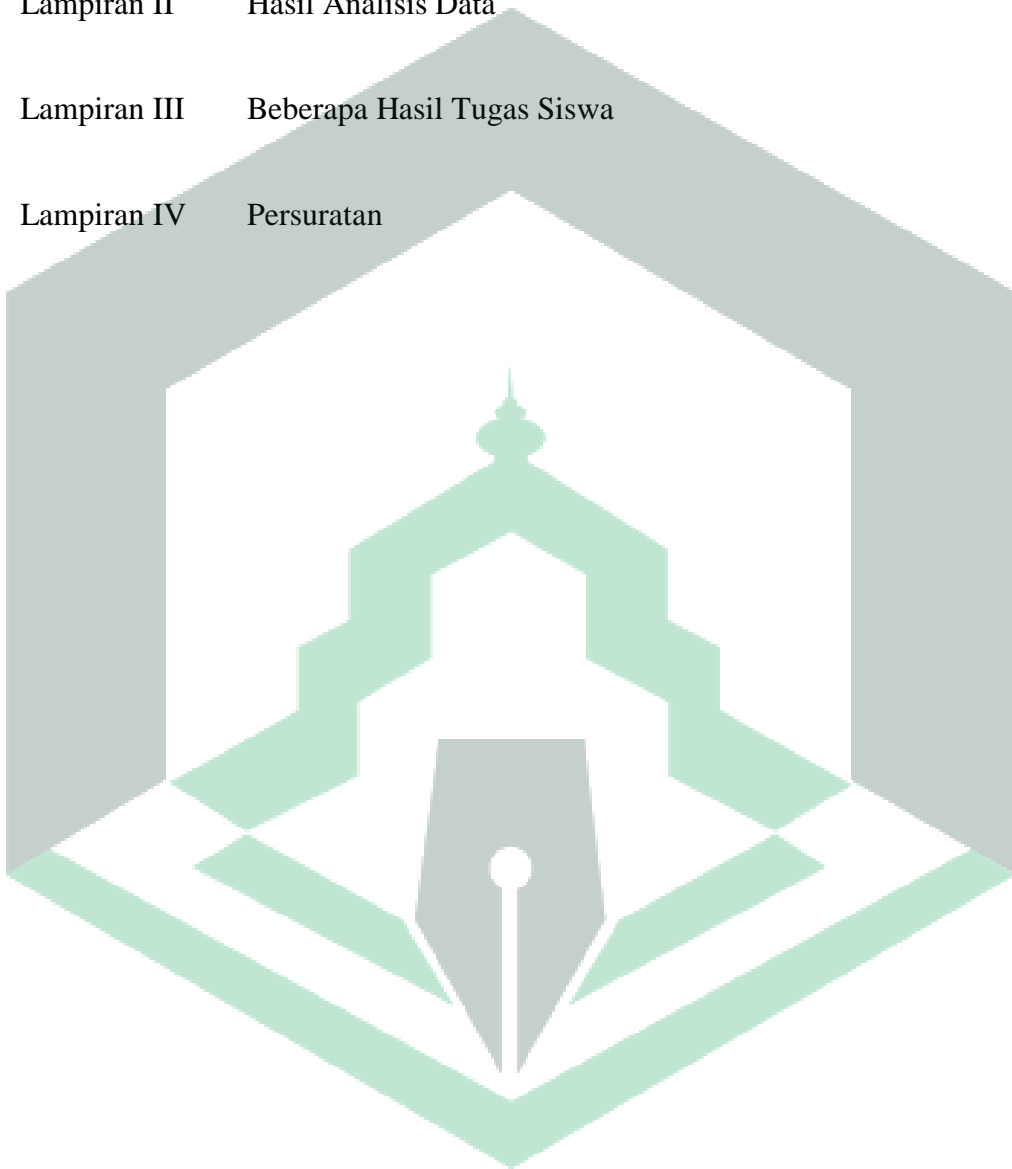 Lampiran II Hasil Analisis Data
Lampiran III Beberapa Hasil Tugas Siswa
Lampiran IV Persuratan